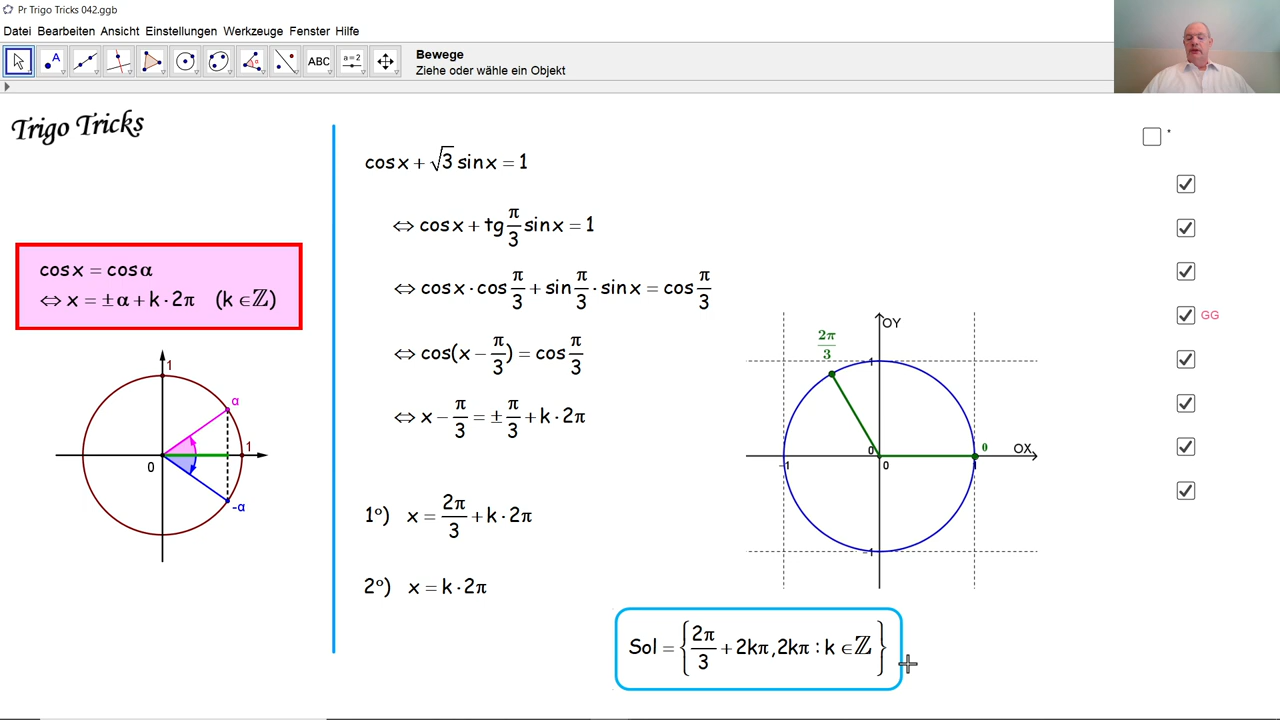 Pr Trigo Tricks 042.ggb
Datei Bearbeiten Ansicht Einstellungen Werkzeuge Fenster Hilfe
A
ABC
a=2
Bewege
Ziehe oder wähle ein Objekt
Trigo Tricks
cos x = cos α
⇔ x = ± α + k · 2π (k ∈ ℤ)
1
α
1
0
-α
cos x + √3 sin x = 1
⇔ cos x + tg π/3 sin x = 1
⇔ cos x · cos π/3 + sin π/3 · sin x = cos π/3
⇔ cos(x − π/3) = cos π/3
⇔ x − π/3 = ± π/3 + k · 2π
1°) x = 2π/3 + k · 2π
2°) x = k · 2π
OY
2π/3
1
0
OX
0
-1
0
1
-1
Sol = {2π/3 + 2kπ, 2kπ : k ∈ ℤ}
GG